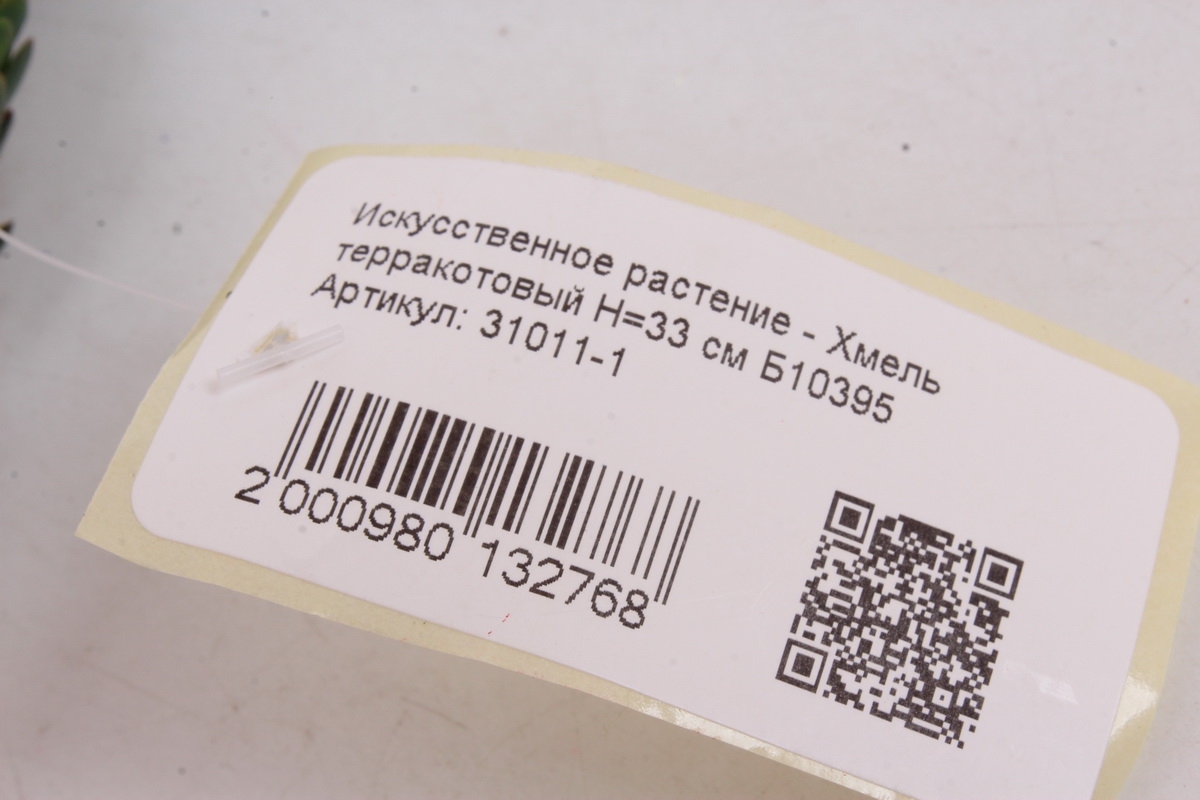 Искусственное растение - Хмель
терракотовый H=33 см Б10395
Артикул: 31011-1
2 000980 132768